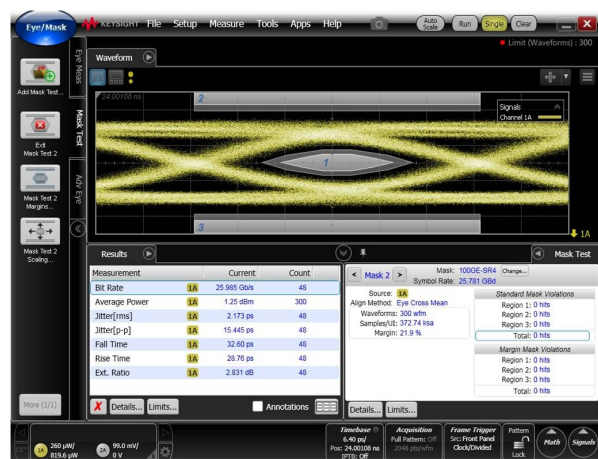 Eye/Mask
KEYSIGHT File Setup Measure Tools Apps Help
Auto Scale
Run
Single
Clear
Limit (Waveforms) : 300
Add Mask Test...
Exit
Mask Test 2
Mask Test 2
Margins...
Mask Test 2
Scaling...
More (1/1)
Eye Meas
Mask Test
Adv Eye
Waveform
24.00100 ns
2
Signals
Channel 1A
1
3
1A
Results
Mask Test
Measurement Current Count
Bit Rate 1A 25.985 Gb/s 48
Average Power 1A 1.25 dBm 300
Jitter[rms] 1A 2.173 ps 48
Jitter[p-p] 1A 15.445 ps 48
Fall Time 1A 32.60 ps 48
Rise Time 1A 28.76 ps 48
Ext. Ratio 1A 2.831 dB 48
Details...
Limits...
Annotations
< Mask 2 >
Mask: 100GE-SR4 Change...
Symbol Rate: 25.781 GBd
Source: 1A
Align Method: Eye Cross Mean
Waveforms: 300 wfm
Samples/UI: 372.74 ksa
Margin: 21.9 %
Standard Mask Violations
Region 1: 0 hits
Region 2: 0 hits
Region 3: 0 hits
Total: 0 hits
Margin Mask Violations
Region 1: 0 hits
Region 2: 0 hits
Region 3: 0 hits
Total: 0 hits
Details...
Limits...
1A
260 µW/
819.6 µW
2A
99.0 mV/
0 V
Timebase
6.40 ps/
Pos: 24.00108 ns
IPTB: Off
Acquisition
Full Pattern: Off
2048 pts/wfm
Frame Trigger
Src: Front Panel
Clock/Divided
Pattern
Lock
Math
Signals